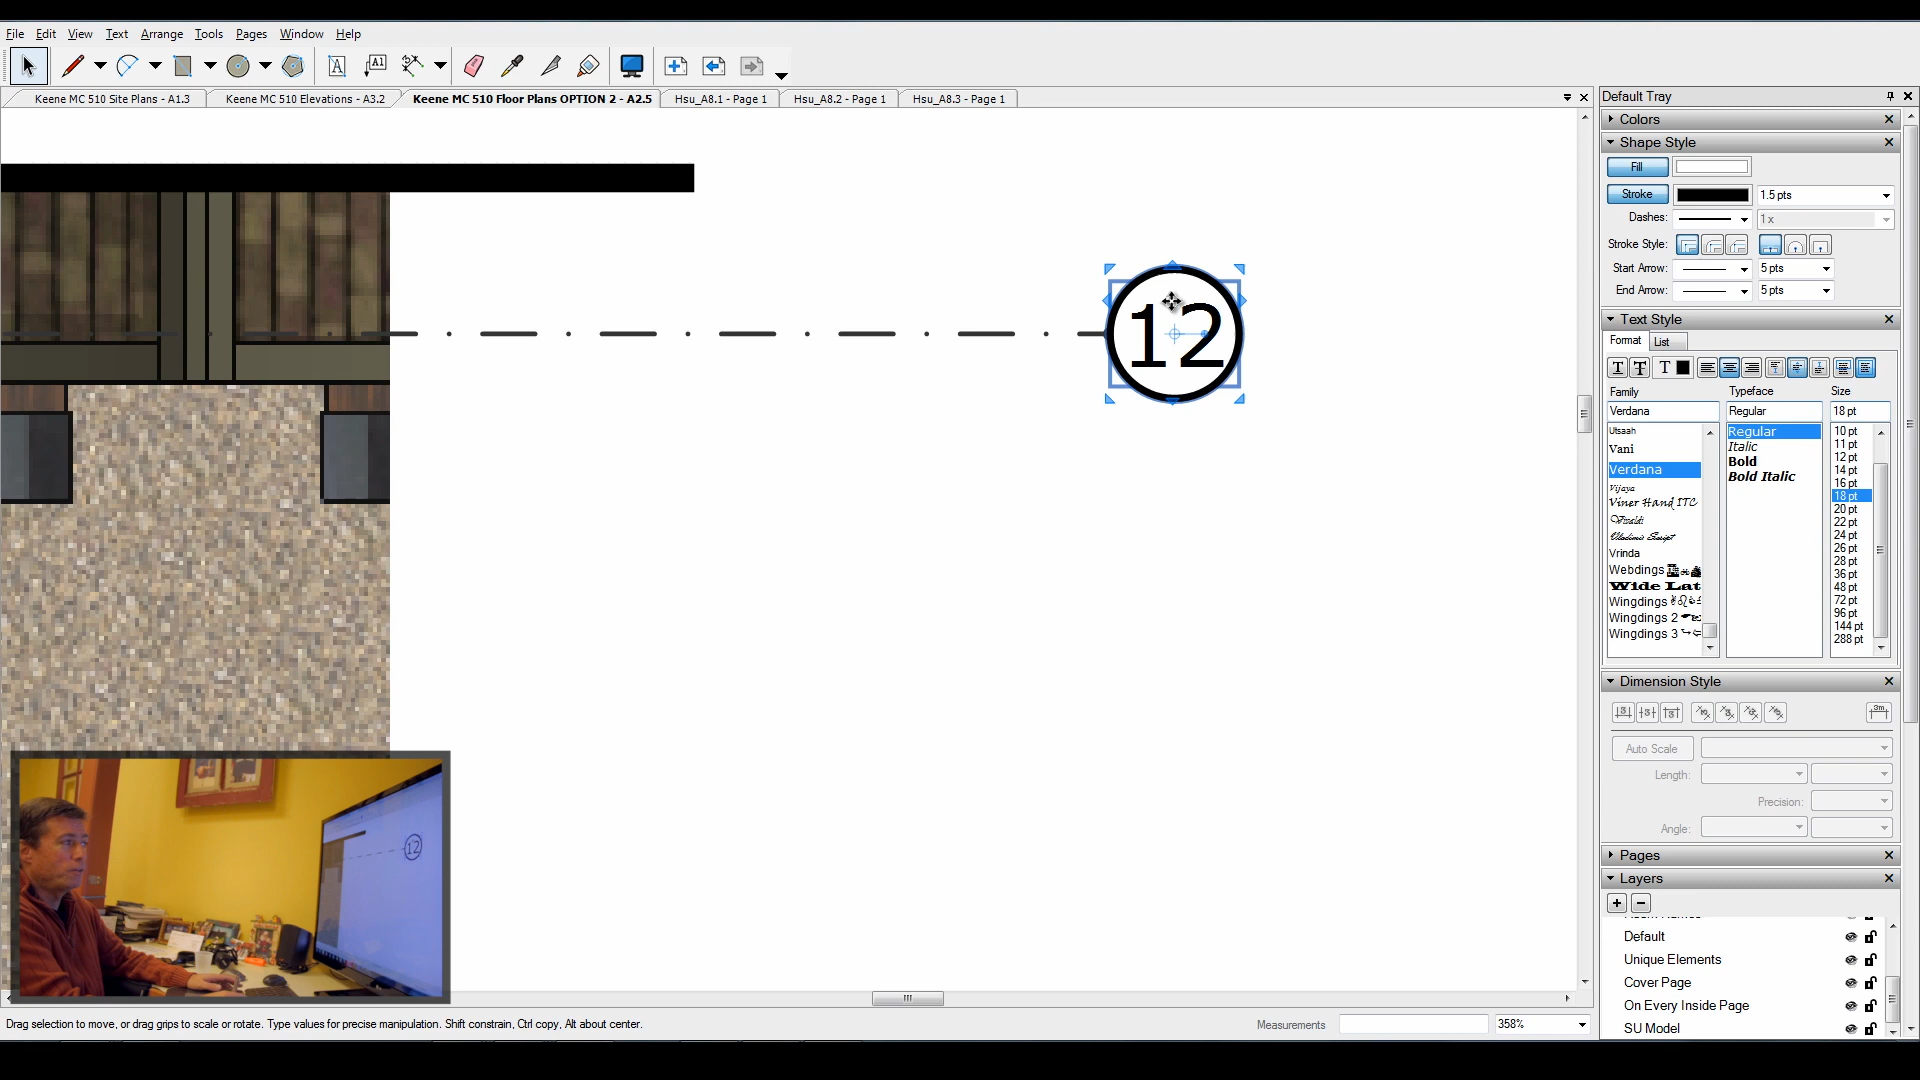 File Edit View Text Arrange Tools Pages Window Help
Keene MC 510 Site Plans - A1.3
Keene MC 510 Elevations - A3.2
Keene MC 510 Floor Plans OPTION 2 - A2.5
Hsu_A8.1 - Page 1
Hsu_A8.2 - Page 1
Hsu_A8.3 - Page 1
12
Default Tray
Colors
Shape Style
Fill
Stroke
1.5 pts
Dashes:
1x
Stroke Style:
Start Arrow:
5 pts
End Arrow:
5 pts
Text Style
Format
List
Family
Typeface
Size
Verdana
Regular
18 pt
Utsaah
Vani
Verdana
Vijaya
Viner Hand ITC
Vivaldi
Vladimir Script
Vrinda
Webdings
Wide Lat
Wingdings
Wingdings 2
Wingdings 3
Regular
Italic
Bold
Bold Italic
10 pt
11 pt
12 pt
14 pt
16 pt
18 pt
20 pt
22 pt
24 pt
26 pt
28 pt
36 pt
48 pt
72 pt
96 pt
144 pt
288 pt
Dimension Style
Auto Scale
Length:
Precision:
Angle:
Pages
Layers
Default
Unique Elements
Cover Page
On Every Inside Page
SU Model
12
Drag selection to move, or drag grips to scale or rotate. Type values for precise manipulation. Shift constrain, Ctrl copy, Alt about center.
Measurements
358%